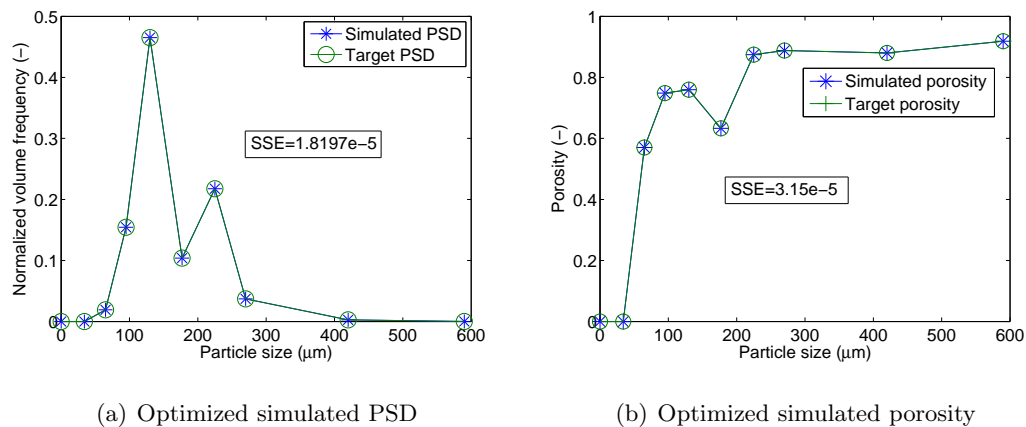 0.5
0.4
0.3
0.2
0.1
0
0 100 200 300 400 500 600
Normalized volume frequency (−)
Particle size (μm)
Simulated PSD
Target PSD
SSE=1.8197e−5
(a) Optimized simulated PSD
1
0.8
0.6
0.4
0.2
0
0 100 200 300 400 500 600
Porosity (−)
Particle size (μm)
Simulated porosity
Target porosity
SSE=3.15e−5
(b) Optimized simulated porosity